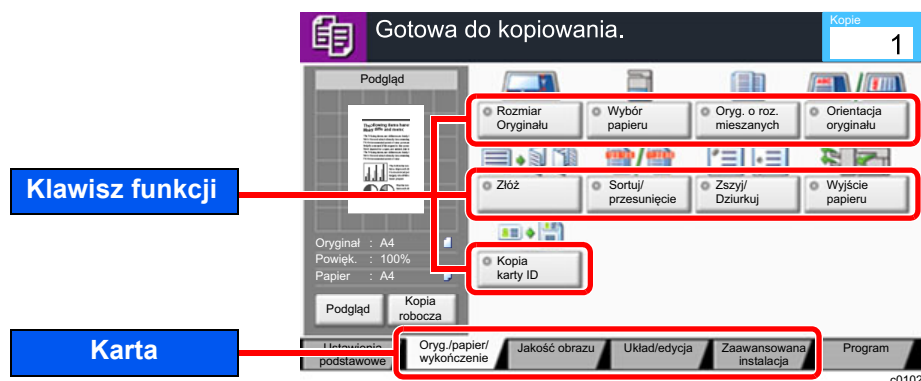 Gotowa do kopiowania.
Kopie
1
Podgląd
Rozmiar
Oryginału
Wybór
papieru
Oryg. o roz.
mieszanych
Orientacja
oryginału
Klawisz funkcji
Złóż
Sortuj/
przesunięcie
Zszyj/
Dziurkuj
Wyjście
papieru
Oryginał : A4
Powięk. : 100%
Papier : A4
Kopia
karty ID
Podgląd
Kopia
robocza
Karta
Ustawienia
podstawowe
Oryg./papier/
wykończenie
Jakość obrazu
Układ/edycja
Zaawansowana
instalacja
Program